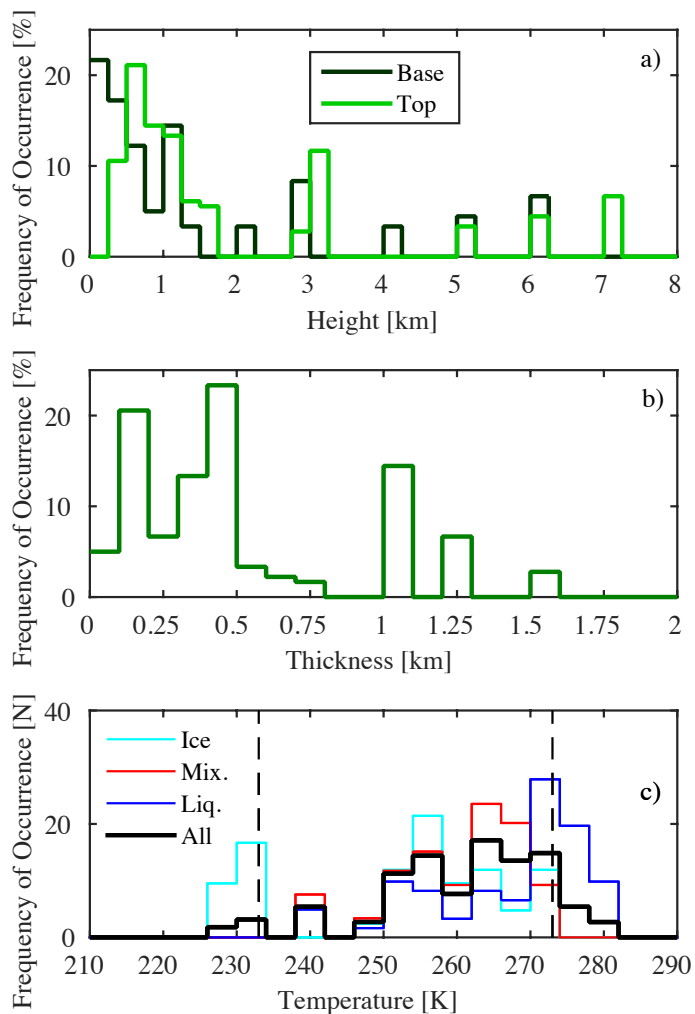 Frequency of Occurrence [%]
20
10
0
a)
Base
Top
0 1 2 3 4 5 6 7 8
Height [km]
Frequency of Occurrence [%]
20
10
0
b)
0 0.25 0.5 0.75 1 1.25 1.5 1.75 2
Thickness [km]
Frequency of Occurrence [N]
40
20
0
Ice
Mix.
Liq.
All
c)
210 220 230 240 250 260 270 280 290
Temperature [K]